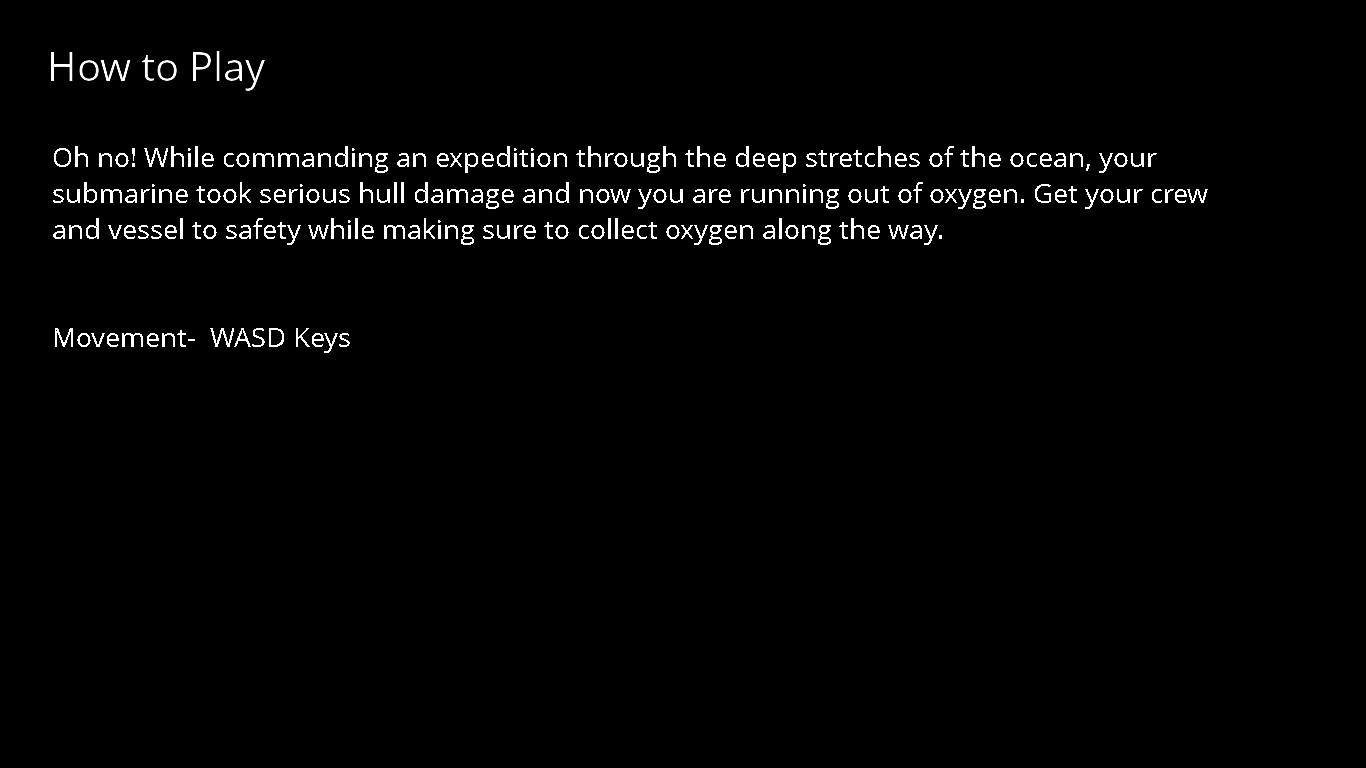 How to Play
Oh no! While commanding an expedition through the deep stretches of the ocean, your
submarine took serious hull damage and now you are running out of oxygen. Get your crew
and vessel to safety while making sure to collect oxygen along the way.
Movement-  WASD Keys